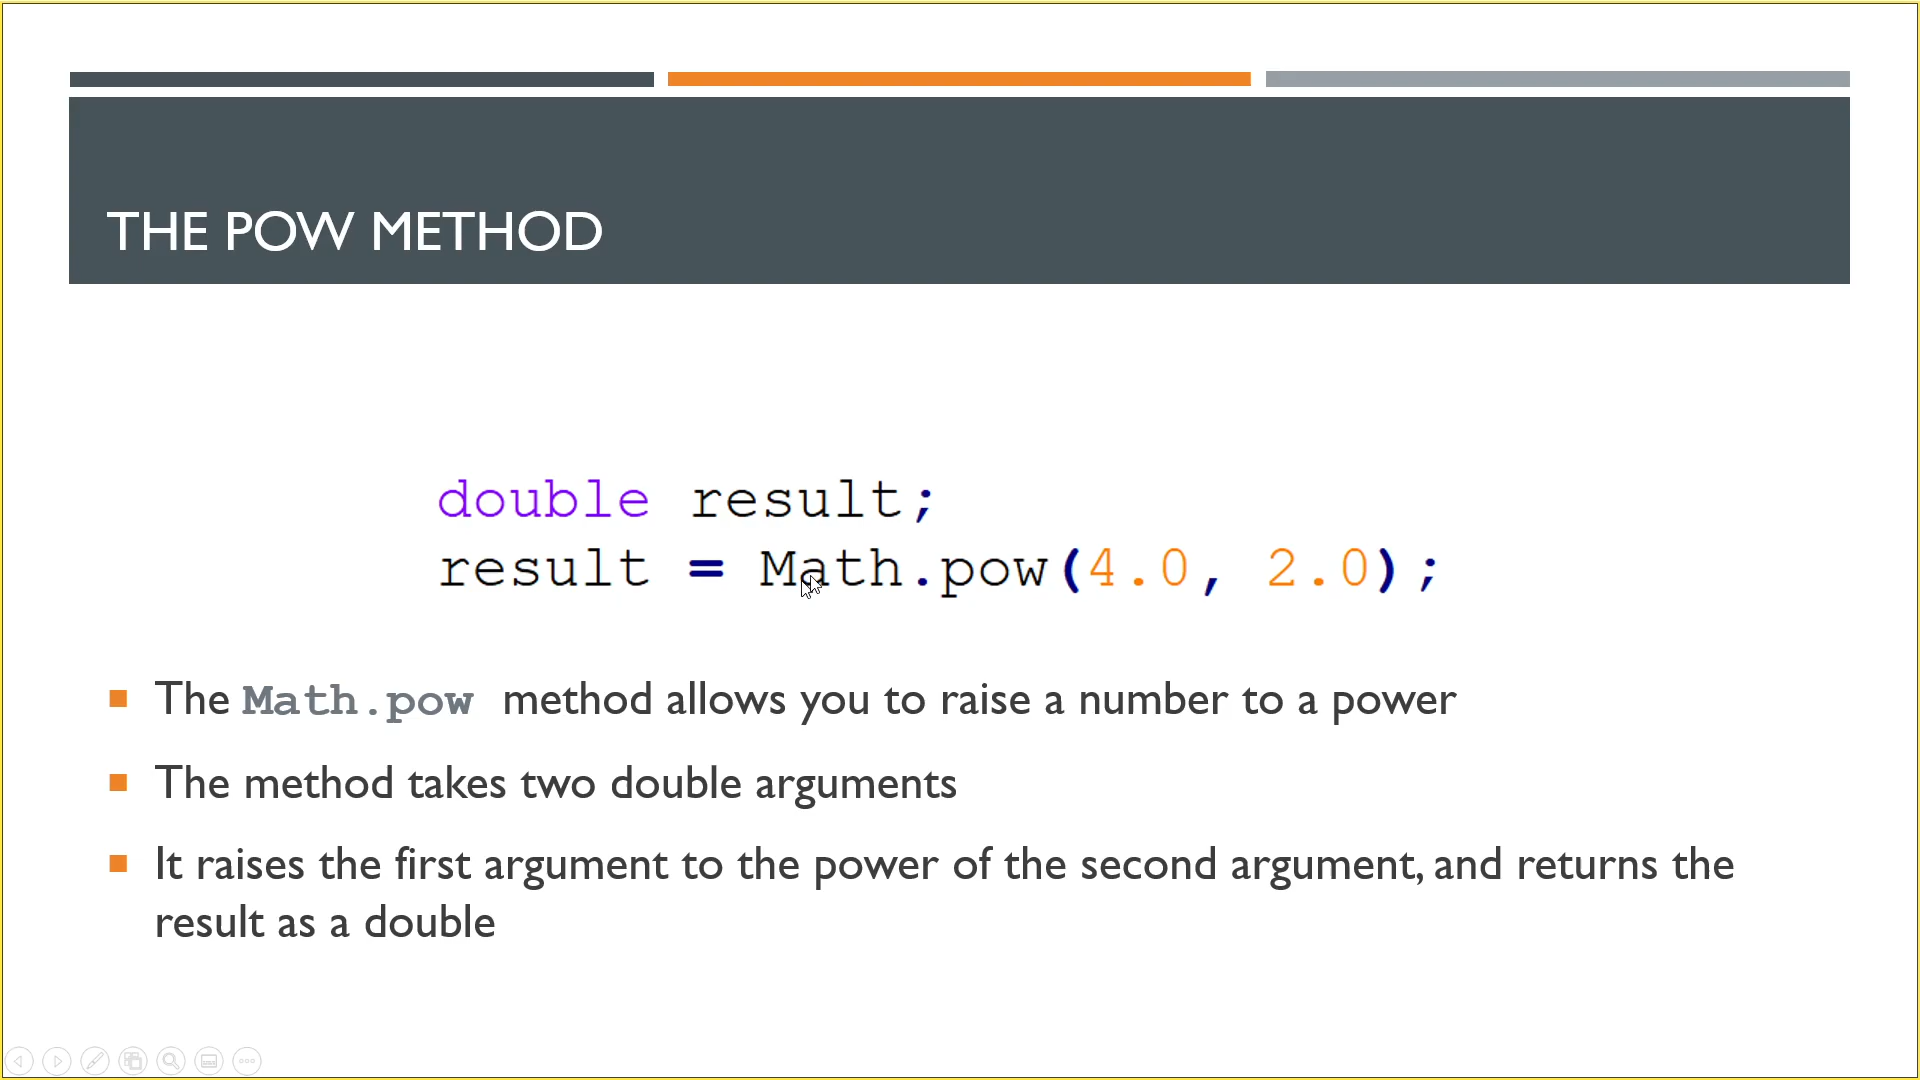 THE POW METHOD
double result;
result = Math.pow(4.0, 2.0);
The Math.pow method allows you to raise a number to a power
The method takes two double arguments
It raises the first argument to the power of the second argument, and returns the
result as a double